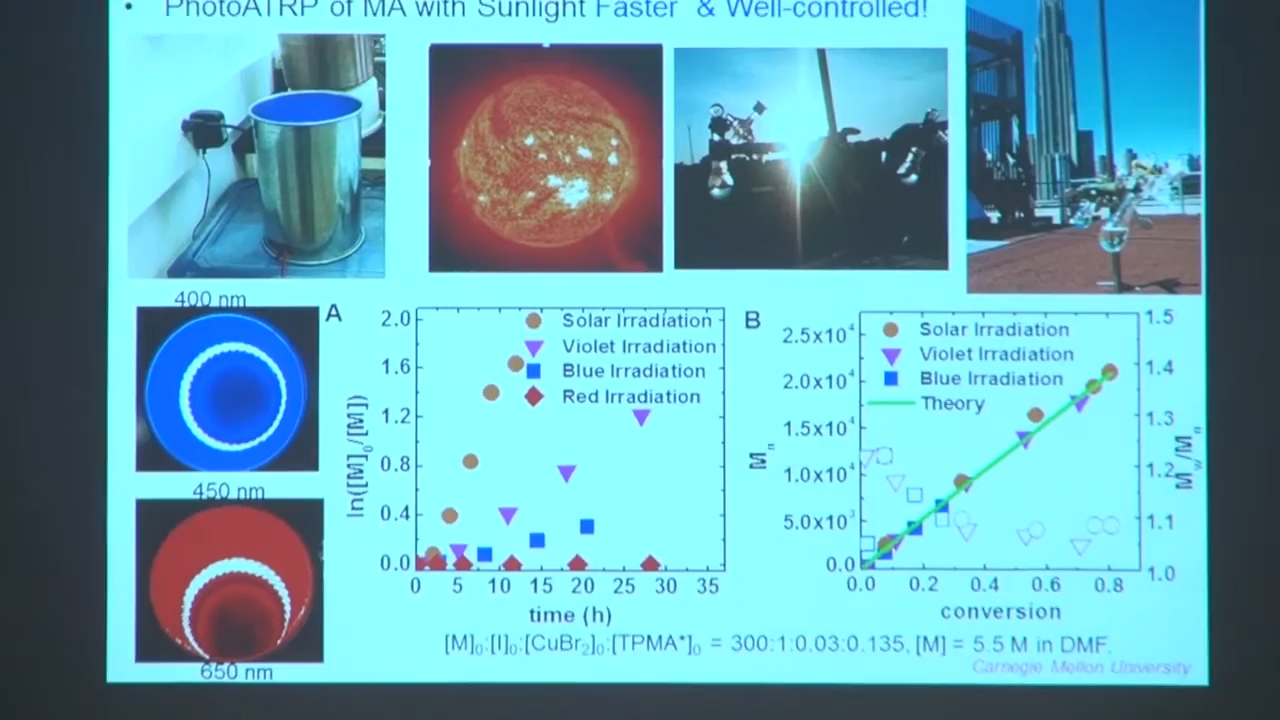 • PhotoATRP of MA with Sunlight Faster & Well-controlled!
400 nm
450 nm
650 nm
A
ln([M]₀/[M])
2.0
1.6
1.2
0.8
0.4
0.0
Solar Irradiation
Violet Irradiation
Blue Irradiation
Red Irradiation
0 5 10 15 20 25 30 35
time (h)
B
Mₙ
2.5x10⁴
2.0x10⁴
1.5x10⁴
1.0x10⁴
5.0x10³
0.0
Solar Irradiation
Violet Irradiation
Blue Irradiation
Theory
1.5
1.4
1.3
1.2
1.1
1.0
M_w/Mₙ
0.0 0.2 0.4 0.6 0.8
conversion
[M]₀:[I]₀:[CuBr₂]₀:[TPMA*]₀ = 300:1:0.03:0.135, [M] = 5.5 M in DMF.
Carnegie Mellon University